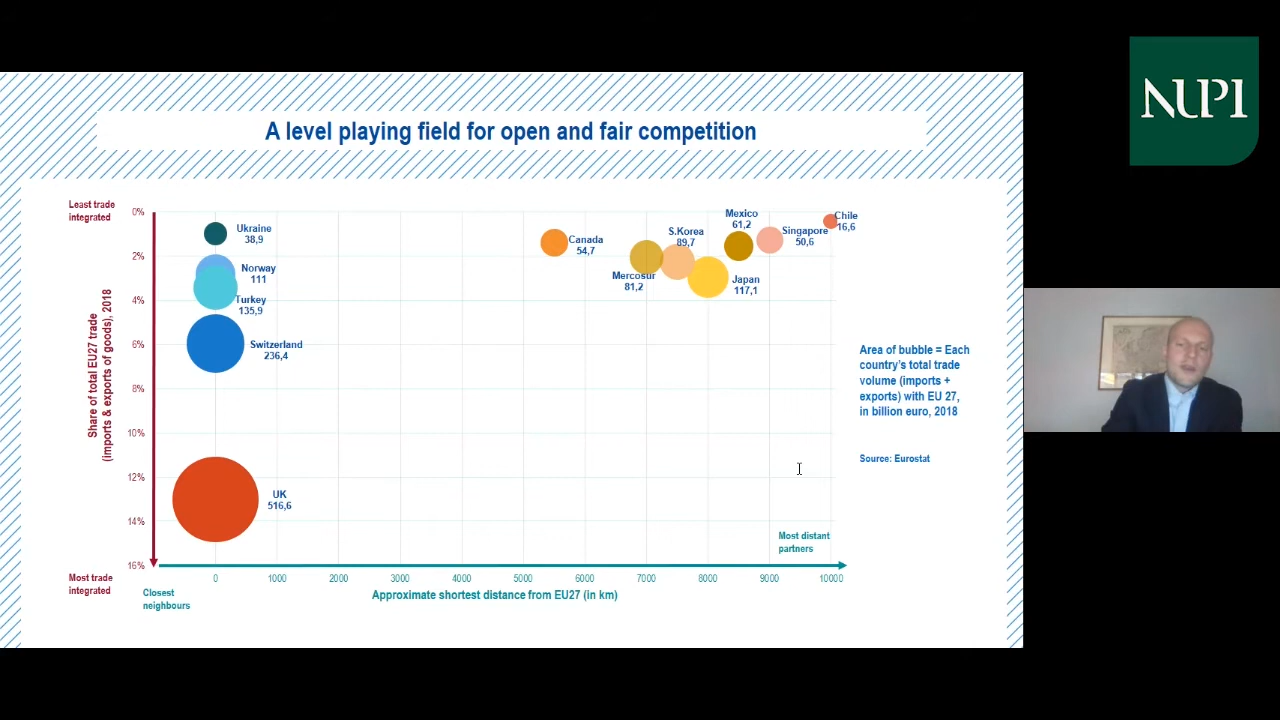 NUPI
A level playing field for open and fair competition
Least trade
integrated
Share of total EU27 trade
(imports & exports of goods), 2018
0%
2%
4%
6%
8%
10%
12%
14%
16%
Most trade
integrated
Ukraine
38,9
Norway
111
Turkey
135,9
Switzerland
236,4
UK
516,6
Canada
54,7
Mercosur
81,2
S.Korea
89,7
Mexico
61,2
Japan
117,1
Singapore
50,6
Chile
16,6
Area of bubble = Each
country's total trade
volume (imports +
exports) with EU 27,
in billion euro, 2018
Source: Eurostat
Most distant
partners
0 1000 2000 3000 4000 5000 6000 7000 8000 9000 10000
Closest
neighbours
Approximate shortest distance from EU27 (in km)